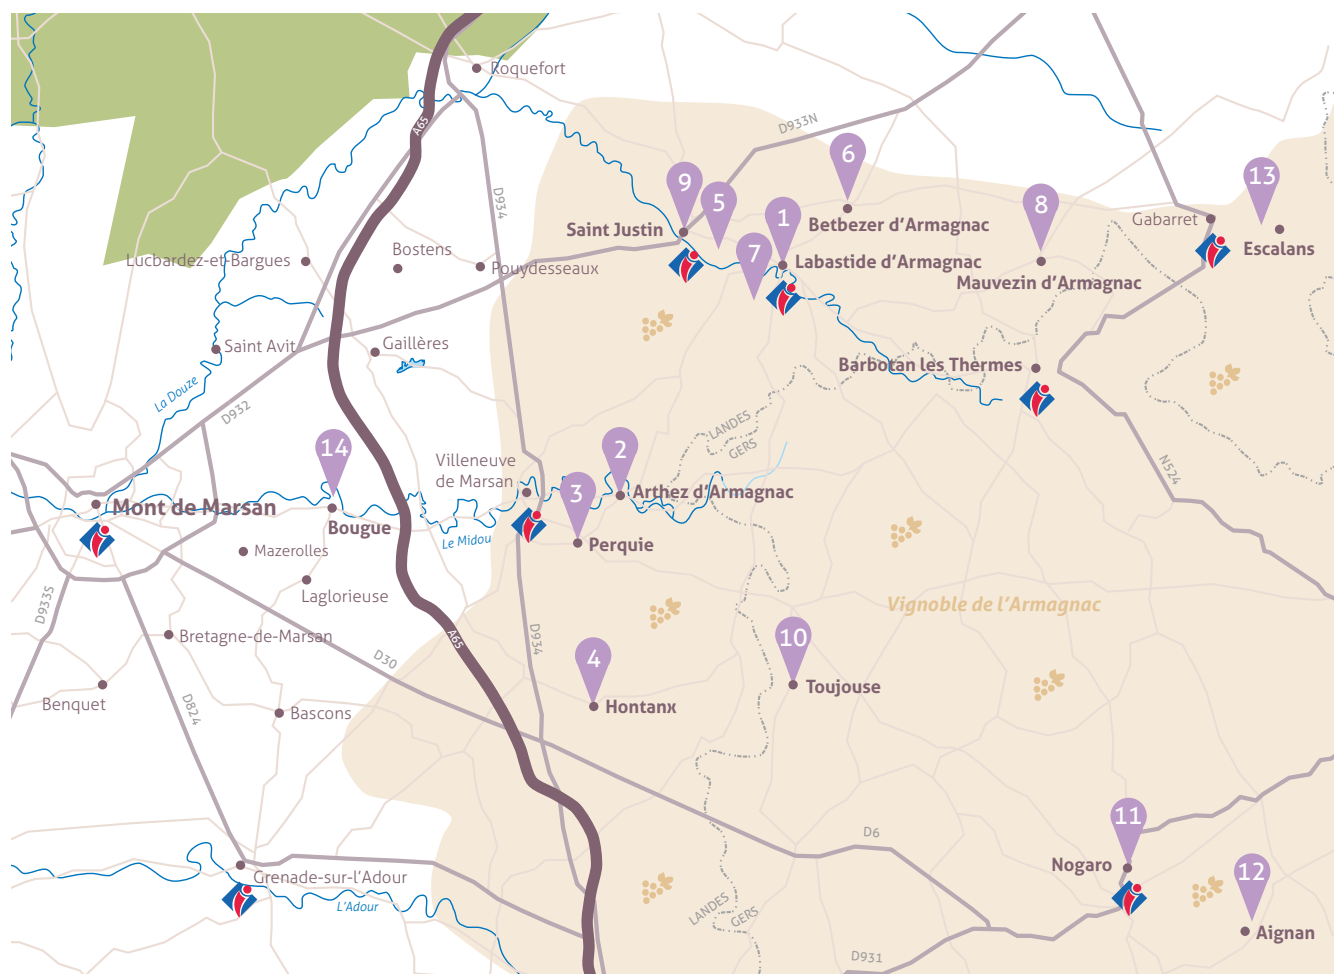 Roquefort
A65
D933N
6
13
9
5
1
8
D934
Saint Justin
Betbezer d'Armagnac
Gabarret
Escalans
Bostens
Lucbardez-et-Bargues
Pouydesseaux
7
Labastide d'Armagnac
Mauvezin d'Armagnac
Saint Avit
Gaillères
Barbotan les Thermes
La Douze
D932
LANDES
GERS
14
2
Villeneuve
de Marsan
N524
3
Arthez d'Armagnac
Mont de Marsan
Bougue
Le Midou
Perquie
Mazerolles
Laglorieuse
D933S
Vignoble de l'Armagnac
Bretagne-de-Marsan
A65
D934
D30
4
10
Benquet
D824
Bascons
Hontanx
Toujouse
11
D6
Nogaro
12
Grenade-sur-l'Adour
L'Adour
LANDES
GERS
Aignan
D931